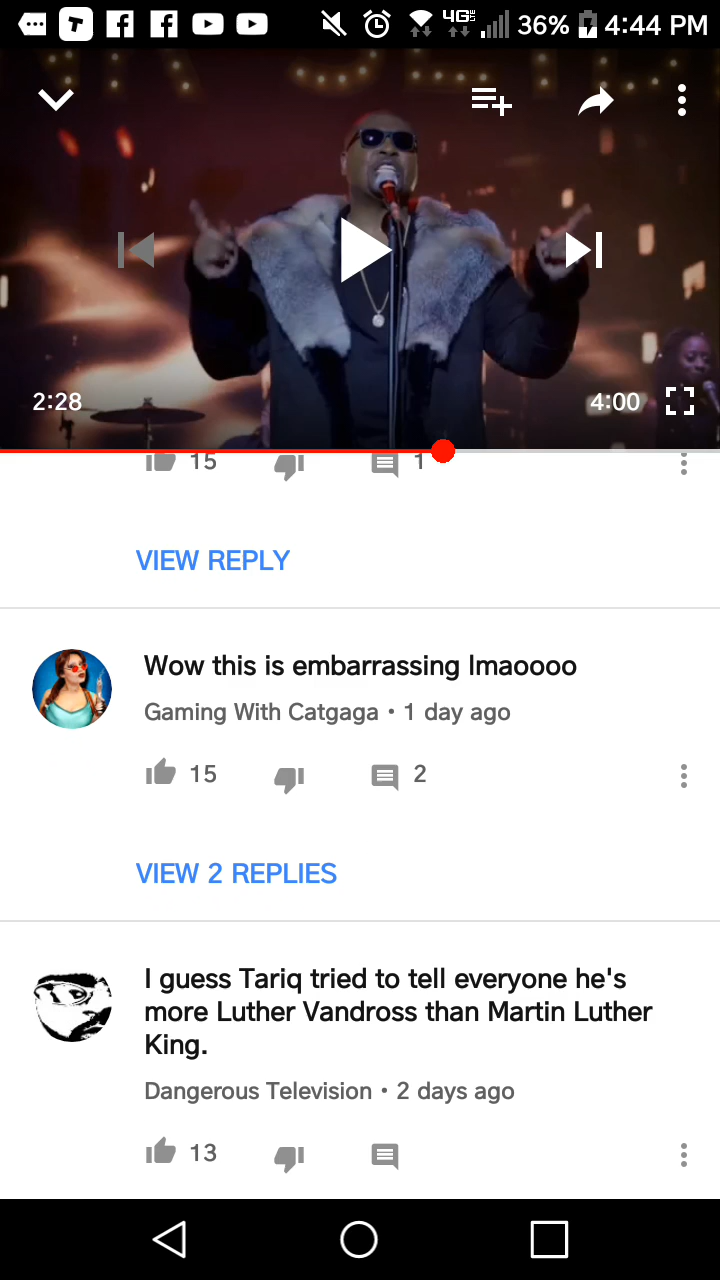 4G LTE 36% 4:44 PM
2:28
4:00
15
1
VIEW REPLY
Wow this is embarrassing lmaoooo
Gaming With Catgaga • 1 day ago
15
2
VIEW 2 REPLIES
I guess Tariq tried to tell everyone he's
more Luther Vandross than Martin Luther
King.
Dangerous Television • 2 days ago
13